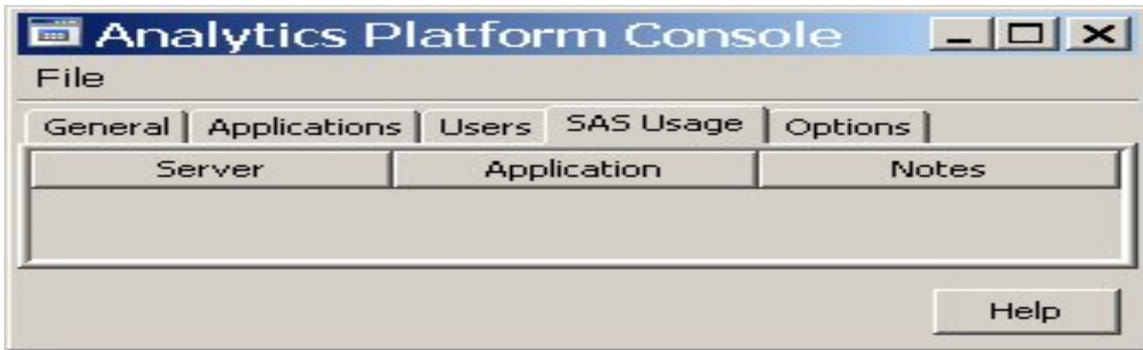 Analytics Platform Console
File
General Applications Users SAS Usage Options
Server Application Notes
Help